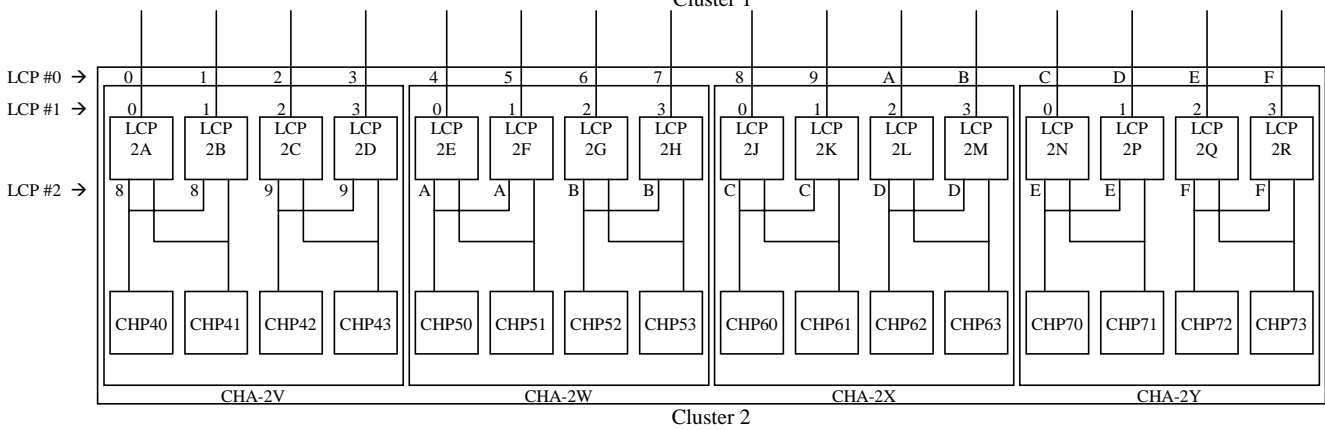 Cluster 1
LCP #0 → 0 1 2 3 4 5 6 7 8 9 A B C D E F
LCP #1 → 0 1 2 3 0 1 2 3 0 1 2 3 0 1 2 3
LCP LCP LCP LCP LCP LCP LCP LCP LCP LCP LCP LCP LCP LCP LCP LCP
2A 2B 2C 2D 2E 2F 2G 2H 2J 2K 2L 2M 2N 2P 2Q 2R
LCP #2 → 8 8 9 9 A A B B C C D D E E F F
CHP40 CHP41 CHP42 CHP43 CHP50 CHP51 CHP52 CHP53 CHP60 CHP61 CHP62 CHP63 CHP70 CHP71 CHP72 CHP73
CHA-2V CHA-2W CHA-2X CHA-2Y
Cluster 2